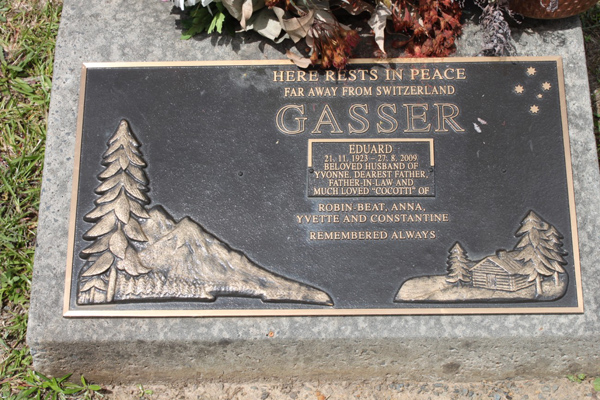 HERE RESTS IN PEACE
FAR AWAY FROM SWITZERLAND
GASSER
EDUARD
21. 11. 1923 – 27. 8. 2009
BELOVED HUSBAND OF
YVONNE, DEAREST FATHER,
FATHER-IN-LAW AND
MUCH LOVED "COCOTTI" OF
ROBIN BEAT, ANNA,
YVETTE AND CONSTANTINE
REMEMBERED ALWAYS